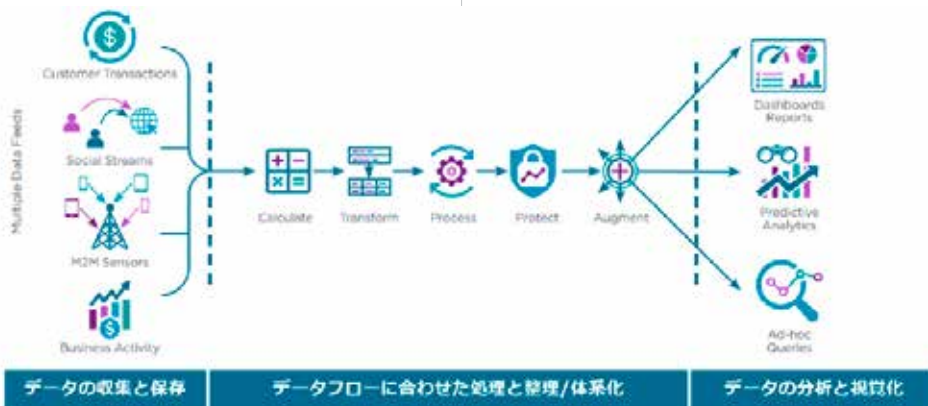 Multiple Data Feeds
Customer Transactions
Social Streams
M2M Sensors
Business Activity
Calculate
Transform
Process
Protect
Augment
Dashboards
Reports
Predictive
Analytics
Ad-hoc
Queries
データの収集と保存
データフローに合わせた処理と整理/体系化
データの分析と視覚化